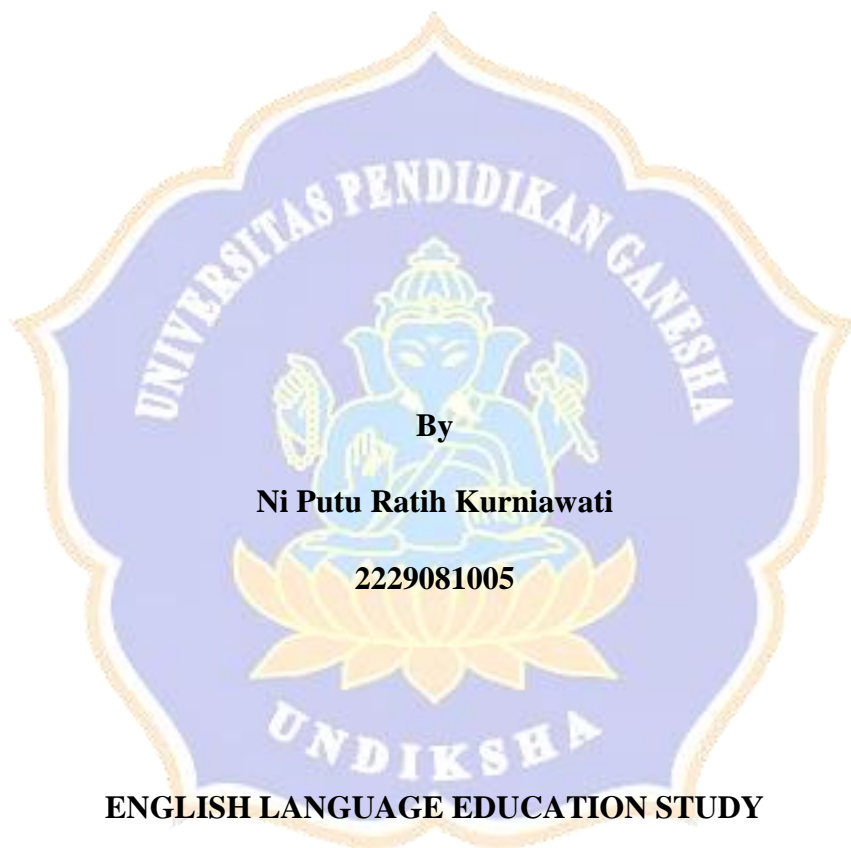 UNIVERSITAS PENDIDIKAN GANESHA
By
Ni Putu Ratih Kurniawati
2229081005
UNDIKSHA
ENGLISH LANGUAGE EDUCATION STUDY